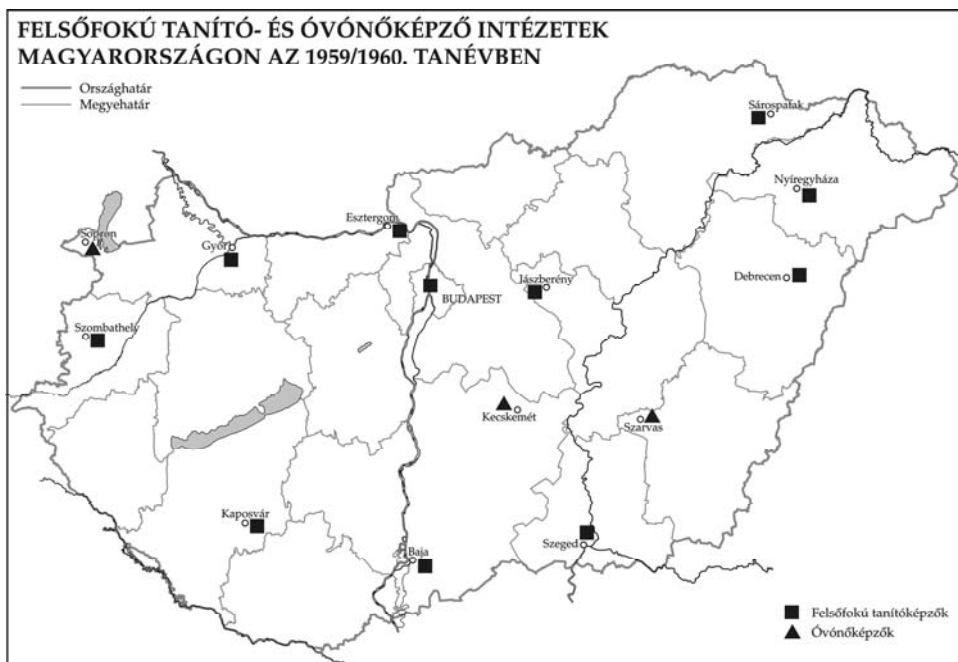 FELSŐFOKÚ TANÍTÓ- ÉS ÓVÓNŐKÉPZŐ INTÉZETEK
MAGYARORSZÁGON AZ 1959/1960. TANÉVBEN
Országhatár
Megyehatár
Sárospatak
Nyíregyháza
Esztergom
Sopron
Győr
Jászberény
Debrecen
BUDAPEST
Szombathely
Kecskemét
Szarvas
Kaposvár
Szeged
Baja
Felsőfokú tanítóképzők
Óvónőképzők